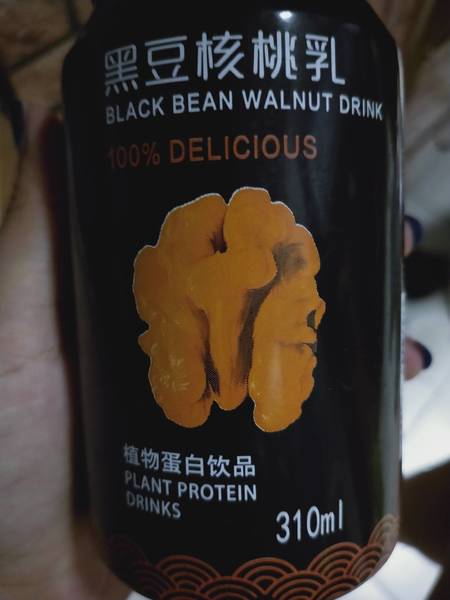 黑豆核桃乳
BLACK BEAN WALNUT DRINK
100% DELICIOUS
植物蛋白饮品
PLANT PROTEIN
DRINKS
310ml